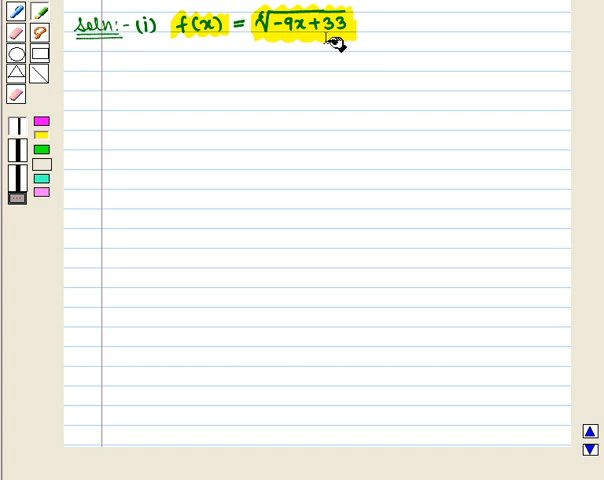 Soln:- (i) f(x) = √-9x+33